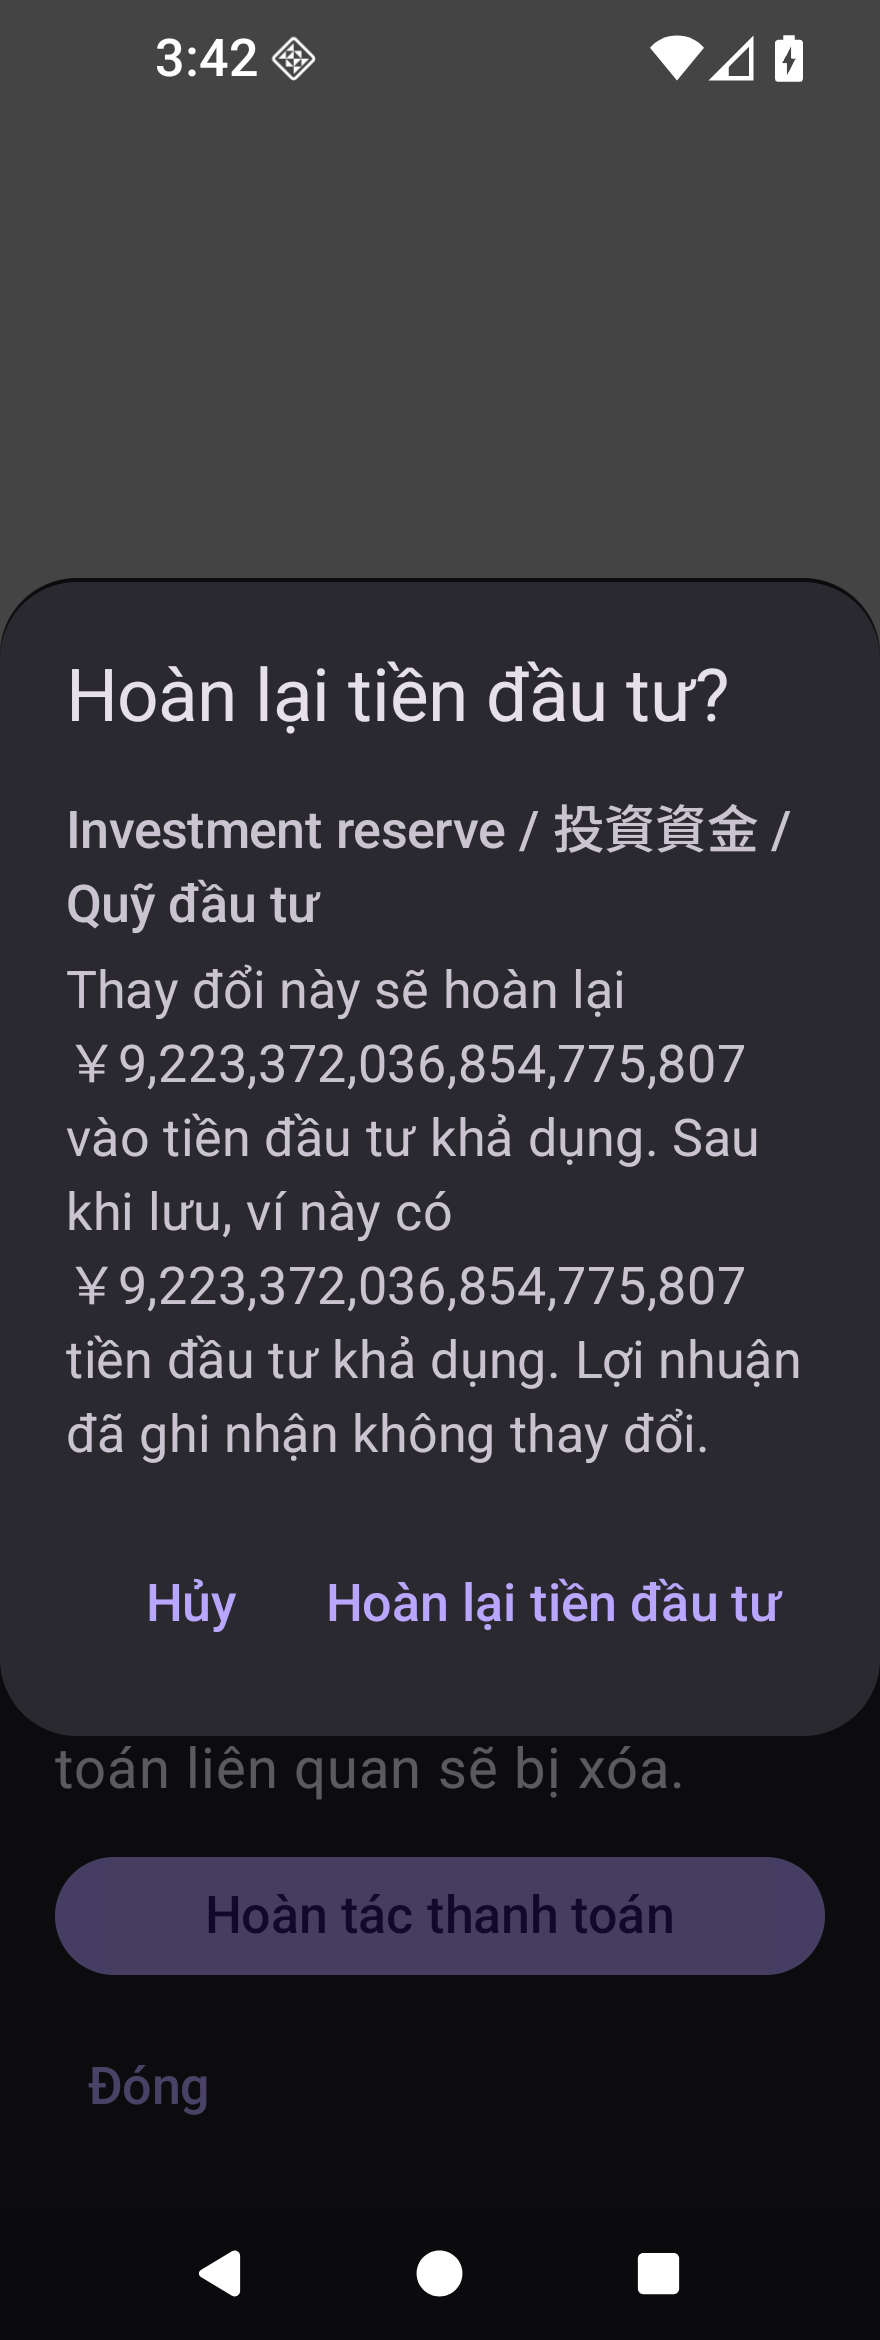 3:42
Hoàn lại tiền đầu tư?
Investment reserve / 投資資金 /
Quỹ đầu tư
Thay đổi này sẽ hoàn lại
￥9,223,372,036,854,775,807
vào tiền đầu tư khả dụng. Sau
khi lưu, ví này có
￥9,223,372,036,854,775,807
tiền đầu tư khả dụng. Lợi nhuận
đã ghi nhận không thay đổi.
Hủy Hoàn lại tiền đầu tư
toán liên quan sẽ bị xóa.
Hoàn tác thanh toán
Đóng